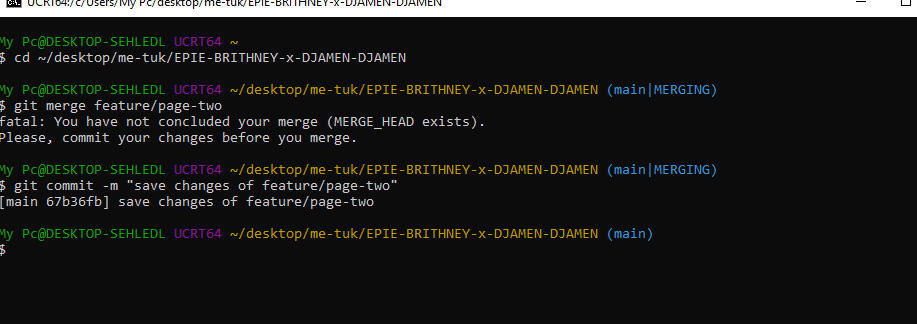 UCRT64:/c/Users/My Pc/desktop/me-tuk/EPIE-BRITHNEY-x-DJAMEN-DJAMEN
My Pc@DESKTOP-SEHLEDL UCRT64 ~
$ cd ~/desktop/me-tuk/EPIE-BRITHNEY-x-DJAMEN-DJAMEN
My Pc@DESKTOP-SEHLEDL UCRT64 ~/desktop/me-tuk/EPIE-BRITHNEY-x-DJAMEN-DJAMEN (main|MERGING)
$ git merge feature/page-two
fatal: You have not concluded your merge (MERGE_HEAD exists).
Please, commit your changes before you merge.
My Pc@DESKTOP-SEHLEDL UCRT64 ~/desktop/me-tuk/EPIE-BRITHNEY-x-DJAMEN-DJAMEN (main|MERGING)
$ git commit -m "save changes of feature/page-two"
[main 67b36fb] save changes of feature/page-two
My Pc@DESKTOP-SEHLEDL UCRT64 ~/desktop/me-tuk/EPIE-BRITHNEY-x-DJAMEN-DJAMEN (main)
$